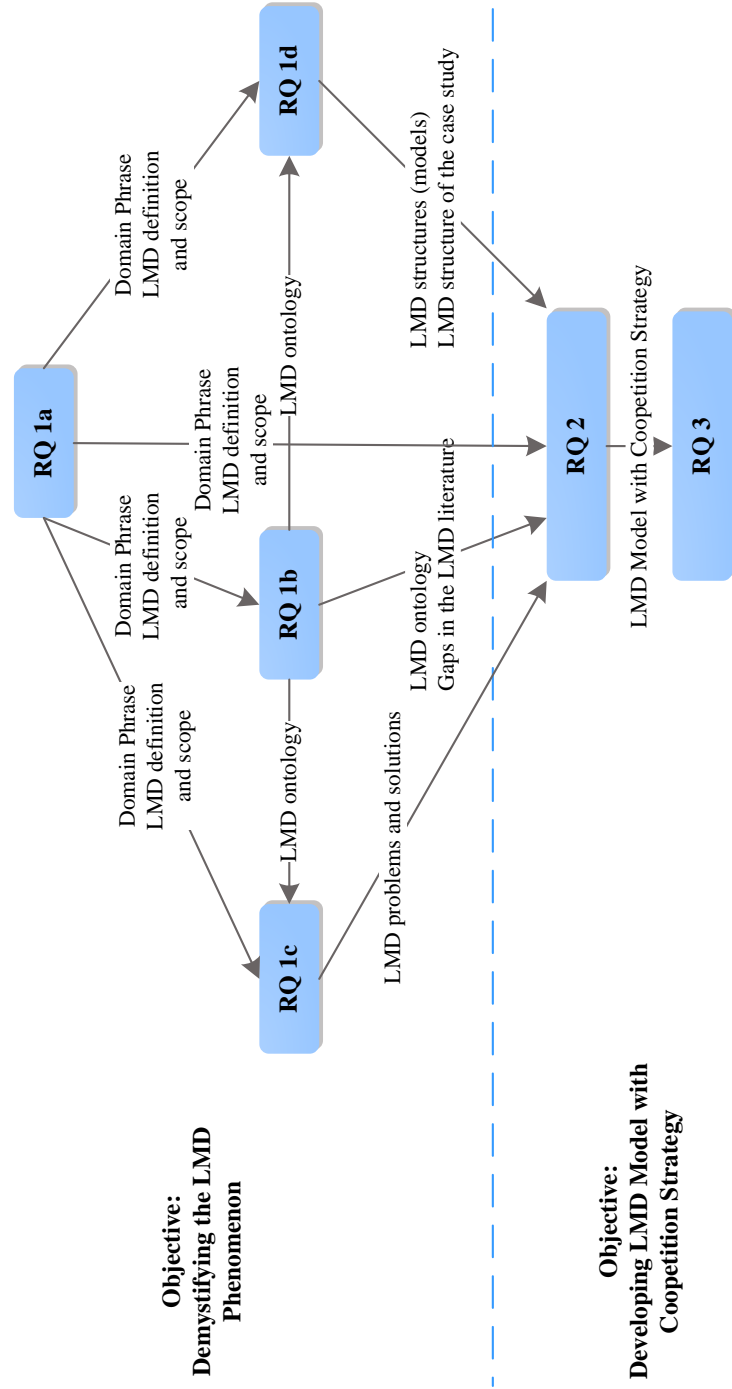 Objective:
Demystifying the LMD
Phenomenon
RQ 1a
Domain Phrase
LMD definition
and scope
Domain Phrase
LMD definition
and scope
Domain Phrase
LMD definition
and scope
Domain Phrase
LMD definition
and scope
RQ 1c
LMD ontology
RQ 1b
LMD ontology
RQ 1d
LMD problems and solutions
LMD ontology
Gaps in the LMD literature
LMD structures (models)
LMD structure of the case study
Objective:
Developing LMD Model with
Coopetition Strategy
RQ 2
LMD Model with Coopetition Strategy
RQ 3